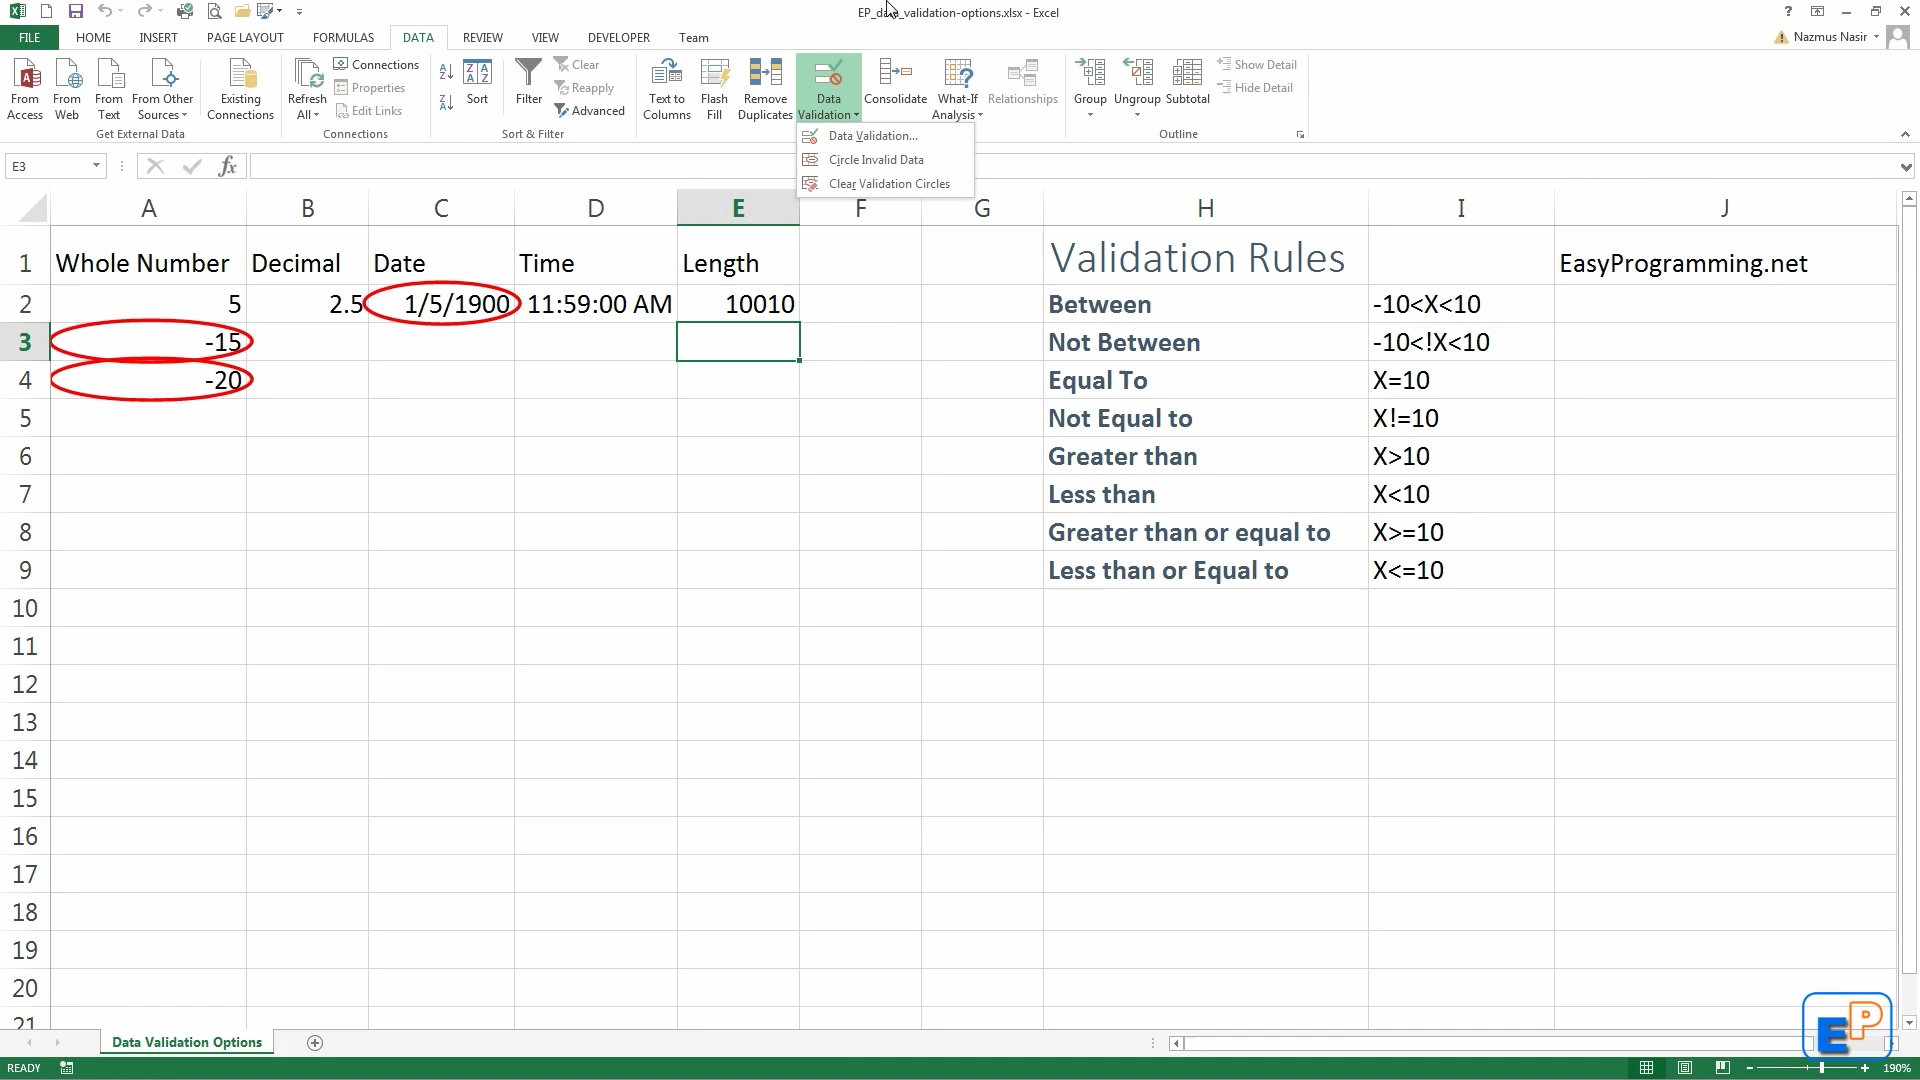 EP_data_validation-options.xlsx - Excel
FILE HOME INSERT PAGE LAYOUT FORMULAS DATA REVIEW VIEW DEVELOPER Team Nazmus Nasir
From Access
From Web
From Text
From Other Sources
Get External Data
Existing Connections
Refresh All
Connections
Properties
Edit Links
Connections
Sort
Filter
Clear
Reapply
Advanced
Sort & Filter
Text to Columns
Flash Fill
Remove Duplicates
Data Validation
Consolidate
What-If Analysis
Relationships
Group
Ungroup
Subtotal
Show Detail
Hide Detail
Outline
Data Validation...
Circle Invalid Data
Clear Validation Circles
E3 fx
A B C D E F G H I J
1 Whole Number Decimal Date Time Length Validation Rules EasyProgramming.net
2 5 2.5 1/5/1900 11:59:00 AM 10010 Between -10<X<10
3 -15 Not Between -10<!X<10
4 -20 Equal To X=10
5 Not Equal to X!=10
6 Greater than X>10
7 Less than X<10
8 Greater than or equal to X>=10
9 Less than or Equal to X<=10
10
11
12
13
14
15
16
17
18
19
20
21
EP
Data Validation Options
READY 190%